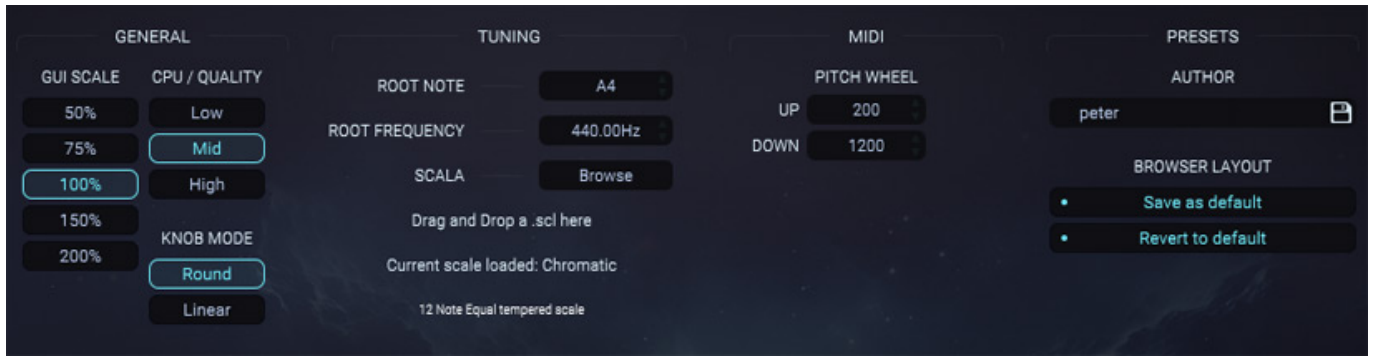 GENERAL
GUI SCALE
50%
75%
100%
150%
200%
CPU / QUALITY
Low
Mid
High
KNOB MODE
Round
Linear
TUNING
ROOT NOTE A4
ROOT FREQUENCY 440.00Hz
SCALA Browse
Drag and Drop a .scl here
Current scale loaded: Chromatic
12 Note Equal tempered scale
MIDI
PITCH WHEEL
UP 200
DOWN 1200
PRESETS
AUTHOR
peter
BROWSER LAYOUT
Save as default
Revert to default